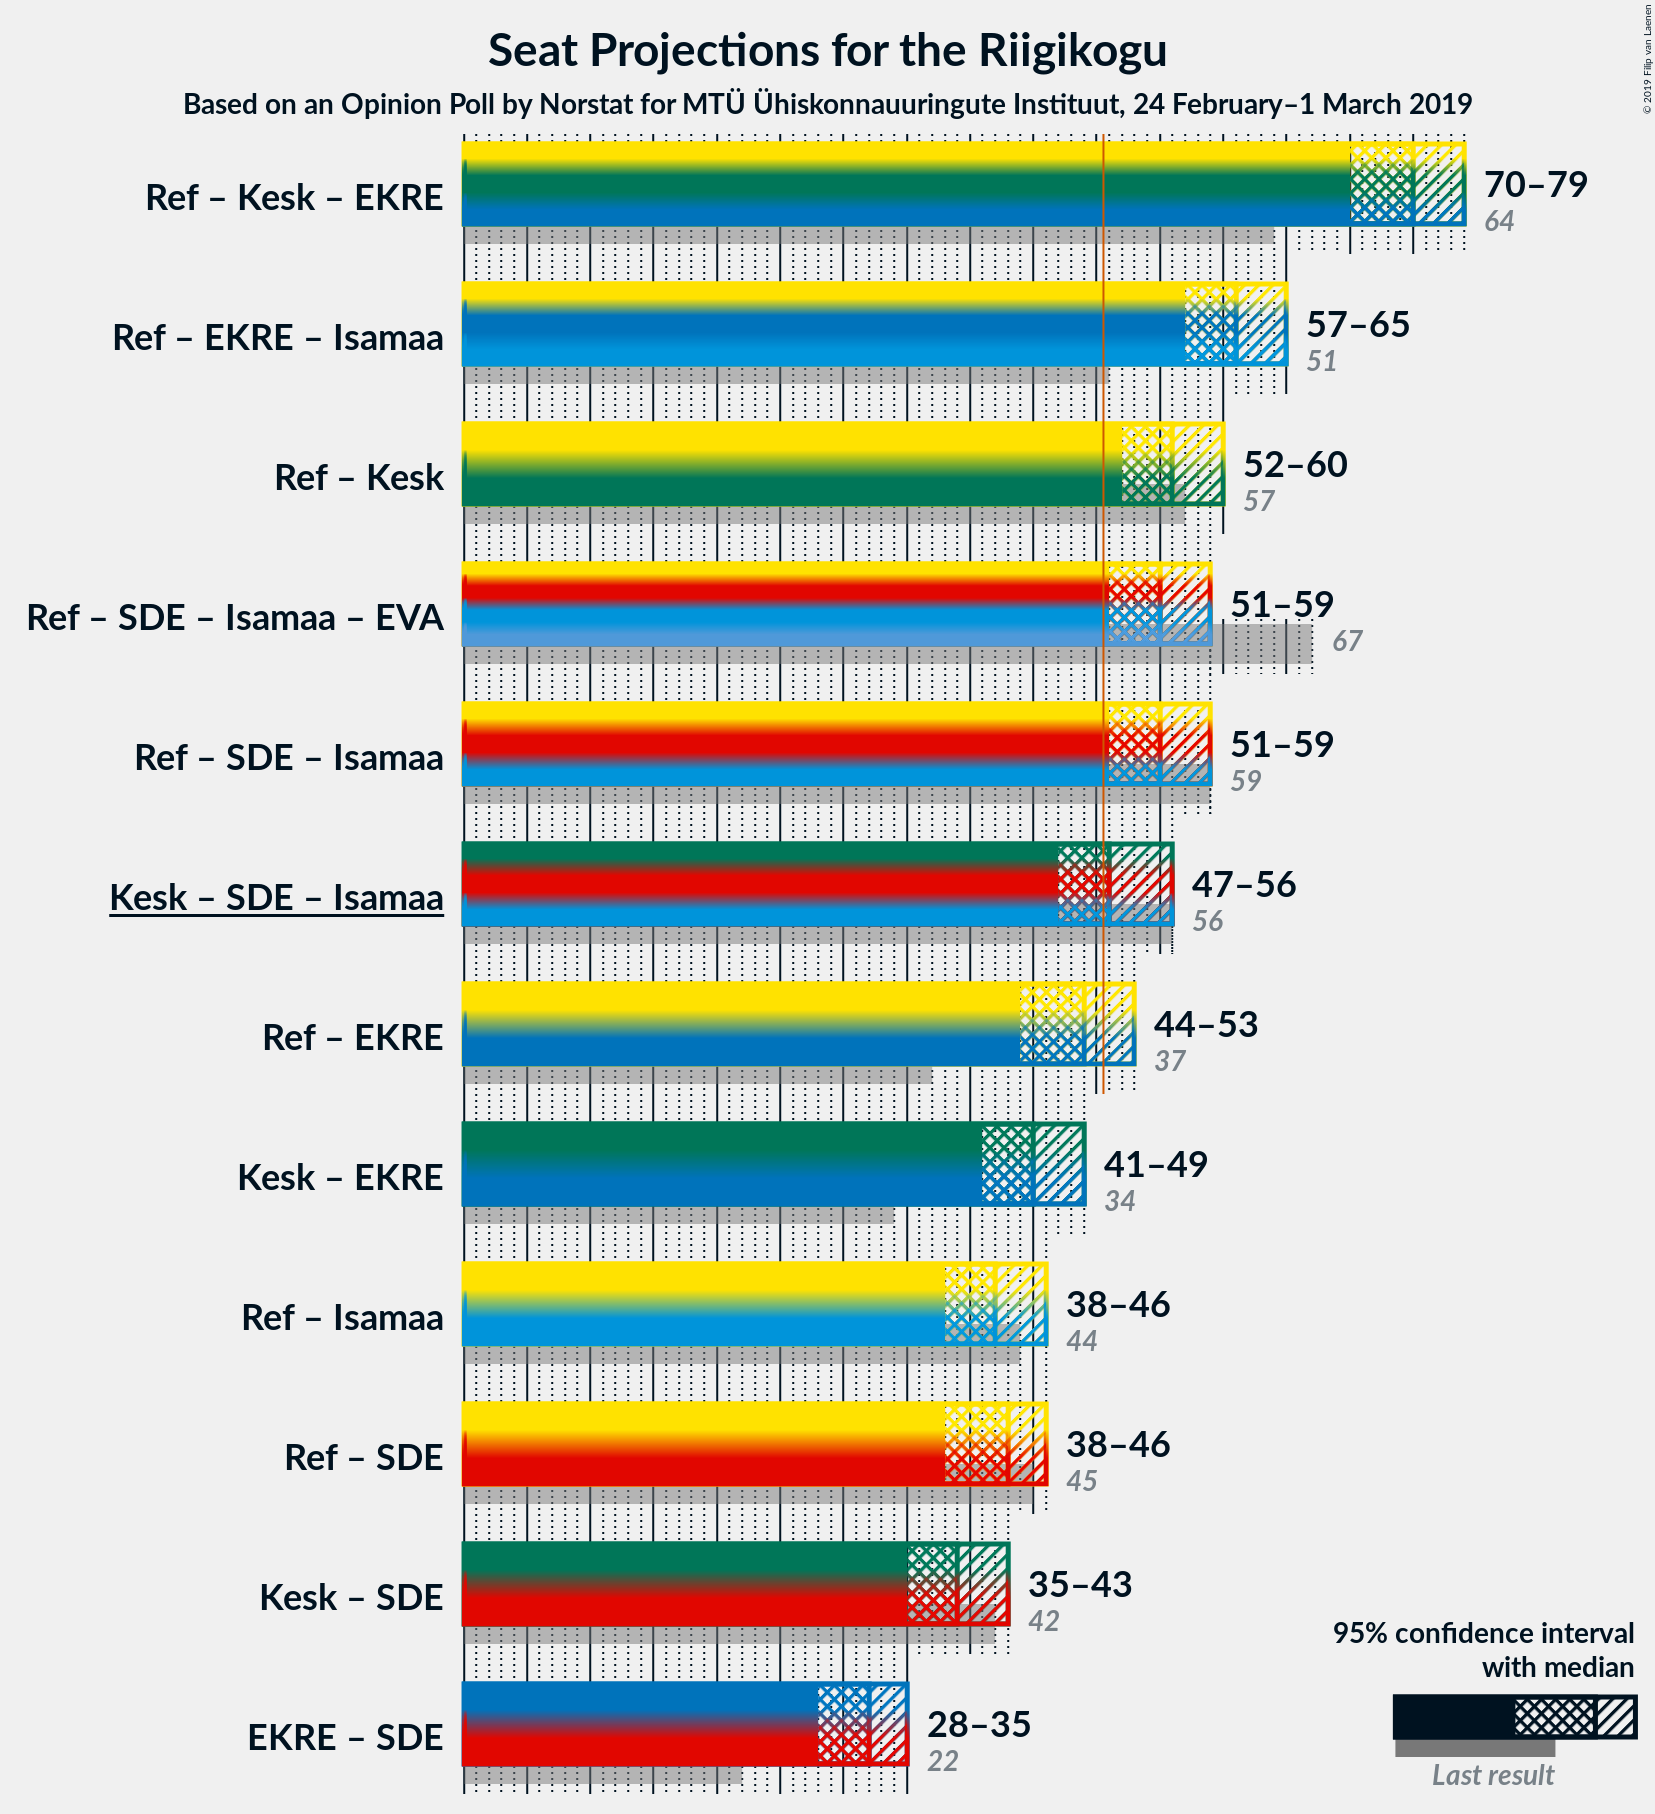 Seat Projections for the Riigikogu
Based on an Opinion Poll by Norstat for MTÜ Ühiskonnauuringute Instituut, 24 February–1 March 2019
© 2019 Filip van Laenen
Ref – Kesk – EKRE
70–79
64
Ref – EKRE – Isamaa
57–65
51
Ref – Kesk
52–60
57
Ref – SDE – Isamaa – EVA
51–59
67
Ref – SDE – Isamaa
51–59
59
Kesk – SDE – Isamaa
47–56
56
Ref – EKRE
44–53
37
Kesk – EKRE
41–49
34
Ref – Isamaa
38–46
44
Ref – SDE
38–46
45
Kesk – SDE
35–43
42
EKRE – SDE
28–35
22
95% confidence interval
with median
Last result